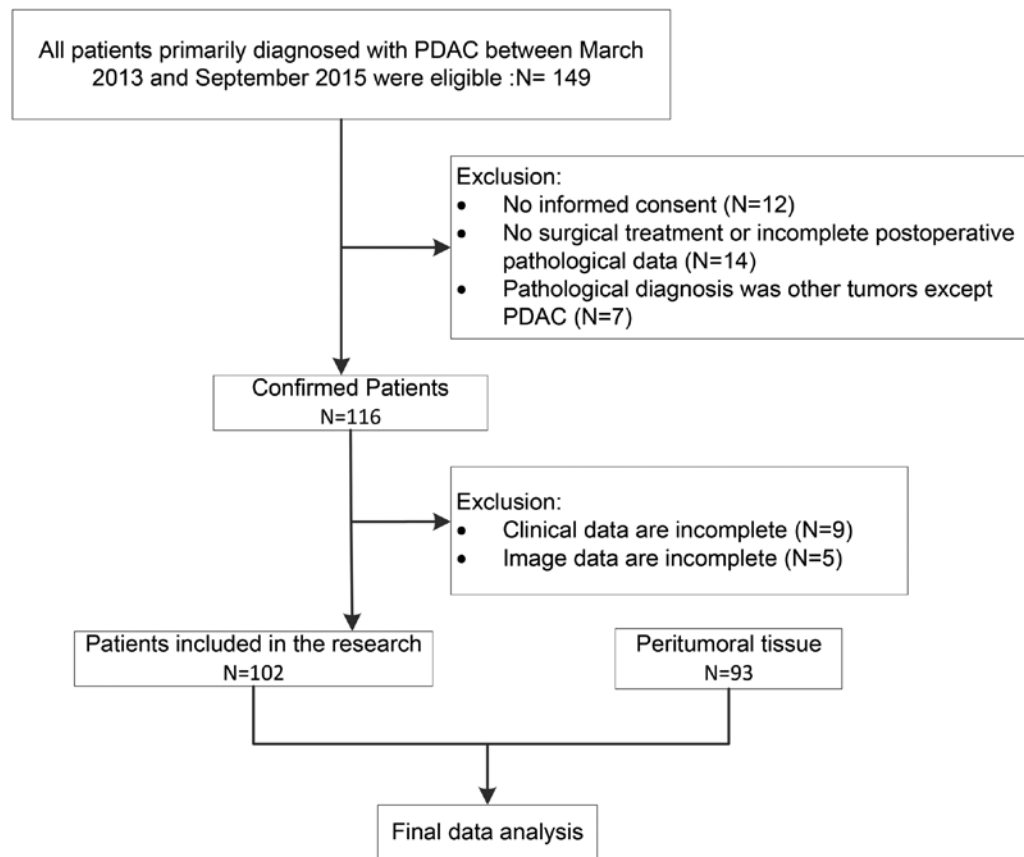 All patients primarily diagnosed with PDAC between March
2013 and September 2015 were eligible :N= 149
Exclusion:
• No informed consent (N=12)
• No surgical treatment or incomplete postoperative
pathological data (N=14)
• Pathological diagnosis was other tumors except
PDAC (N=7)
Confirmed Patients
N=116
Exclusion:
• Clinical data are incomplete (N=9)
• Image data are incomplete (N=5)
Patients included in the research
N=102
Peritumoral tissue
N=93
Final data analysis